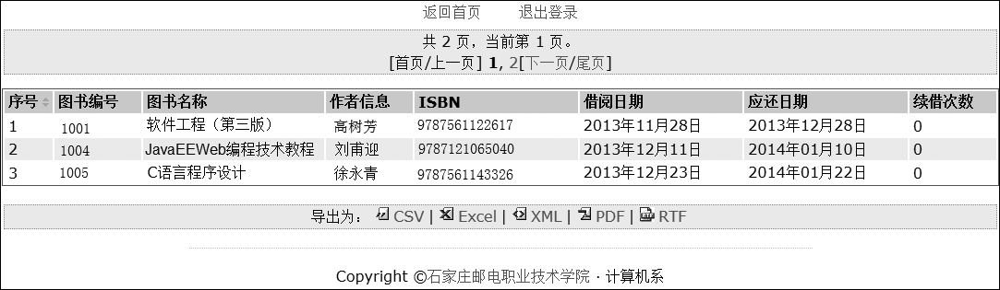 返回首页 退出登录
共 2 页，当前第 1 页。
[首页/上一页] 1, 2[下一页/尾页]
序号 图书编号 图书名称 作者信息 ISBN 借阅日期 应还日期 续借次数
1 1001 软件工程（第三版） 高树芳 9787561122617 2013年11月28日 2013年12月28日 0
2 1004 JavaEEWeb编程技术教程 刘甫迎 9787121065040 2013年12月11日 2014年01月10日 0
3 1005 C语言程序设计 徐永青 9787561143326 2013年12月23日 2014年01月22日 0
导出为： CSV | Excel | XML | PDF | RTF
Copyright ©石家庄邮电职业技术学院 · 计算机系